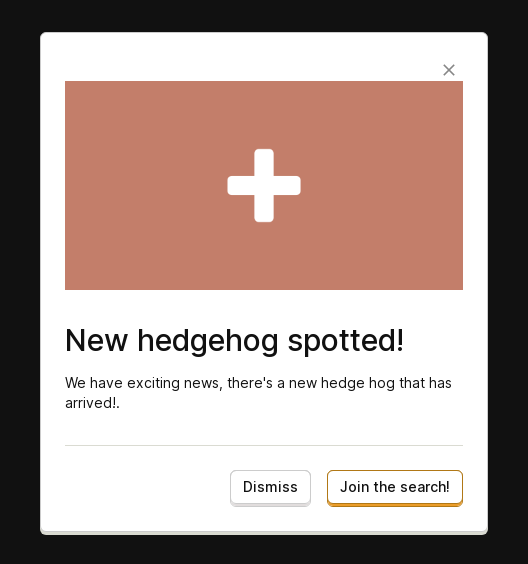 New hedgehog spotted!
We have exciting news, there's a new hedge hog that has
arrived!.
Dismiss
Join the search!